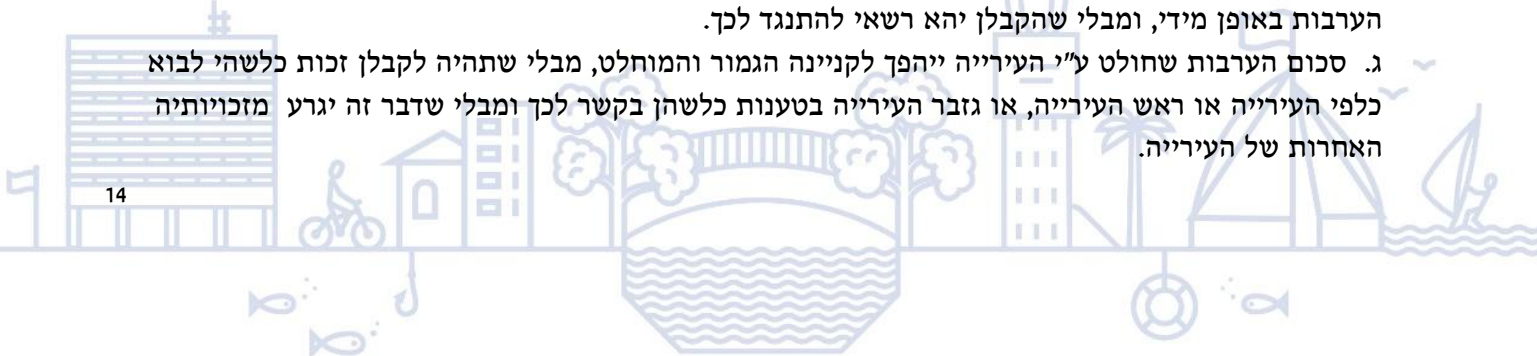 הערבות באופן מידי, ומבלי שהקבלן יהא רשאי להתנגד לכך.
ג. סכום הערבות שחולט ע"י העירייה ייהפך לקניינה הגמור והמוחלט, מבלי שתהיה לקבלן זכות כלשהי לבוא
כלפי העירייה או ראש העירייה, או גזבר העירייה בטענות כלשהן בקשר לכך ומבלי שדבר זה יגרע מזכויותיה
האחרות של העירייה.
14